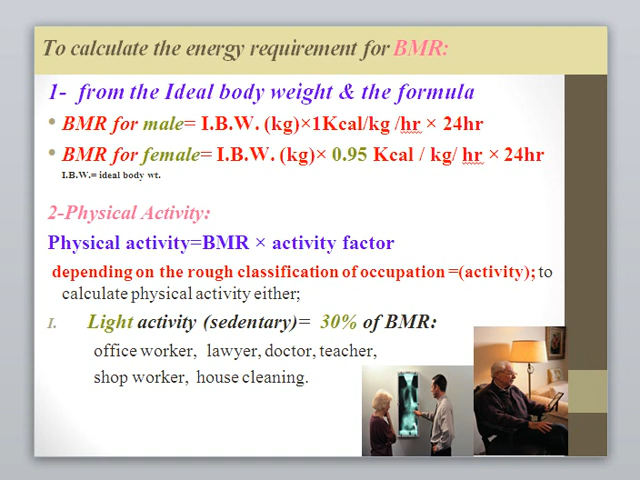 To calculate the energy requirement for BMR:
1- from the Ideal body weight & the formula
• BMR for male= I.B.W. (kg)×1Kcal/kg /hr × 24hr
• BMR for female= I.B.W. (kg)× 0.95 Kcal / kg/ hr × 24hr
I.B.W.= ideal body wt.
2-Physical Activity:
Physical activity=BMR × activity factor
depending on the rough classification of occupation =(activity); to
calculate physical activity either;
I. Light activity (sedentary)= 30% of BMR:
office worker, lawyer, doctor, teacher,
shop worker, house cleaning.